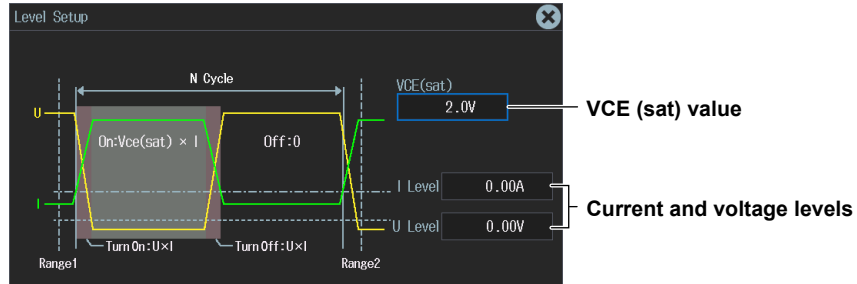 Level Setup
N Cycle
VCE(sat)
2.0V
VCE (sat) value
U
On:Vce(sat) × I
Off:0
I Level
0.00A
Current and voltage levels
I
U Level
0.00V
Turn On:U×I
Turn Off:U×I
Range1
Range2